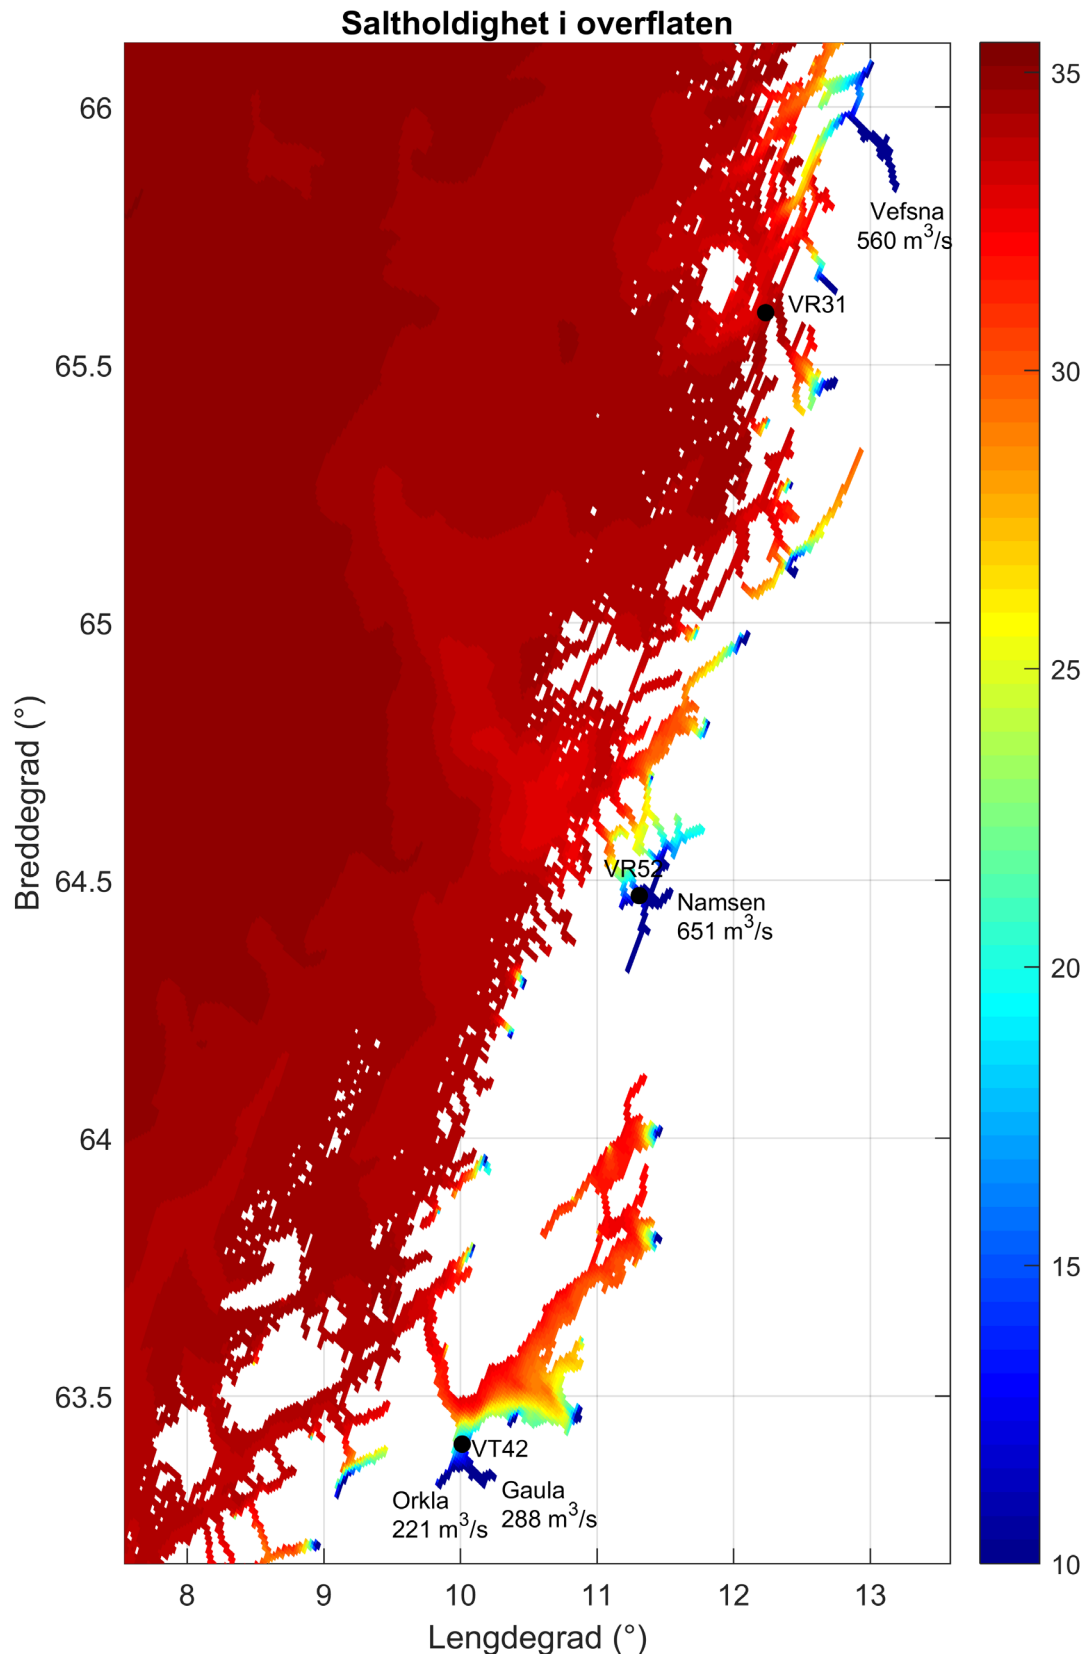 Saltholdighet i overflaten
66
65.5
65
64.5
64
63.5
Breddegrad (°)
8
9
10
11
12
13
Lengdegrad (°)
Vefsna
560 m³/s
VR31
VR52
Namsen
651 m³/s
VT42
Orkla
221 m³/s
Gaula
288 m³/s
35
30
25
20
15
10